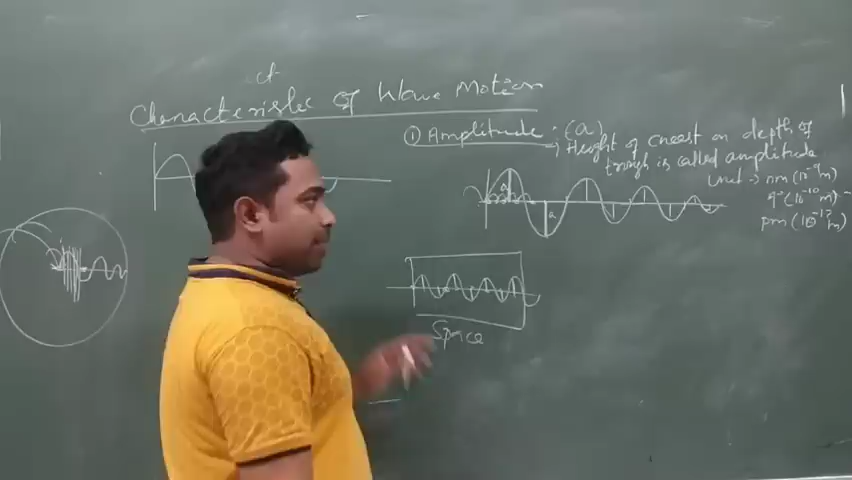 ct
Characteristic of Wave Motion
① Amplitude : (a)
→ Height of crest or depth of
trough is called amplitude
Unit → nm (10⁻⁹m)
A° (10⁻¹⁰m)
pm (10⁻¹²m)
a
a
Space